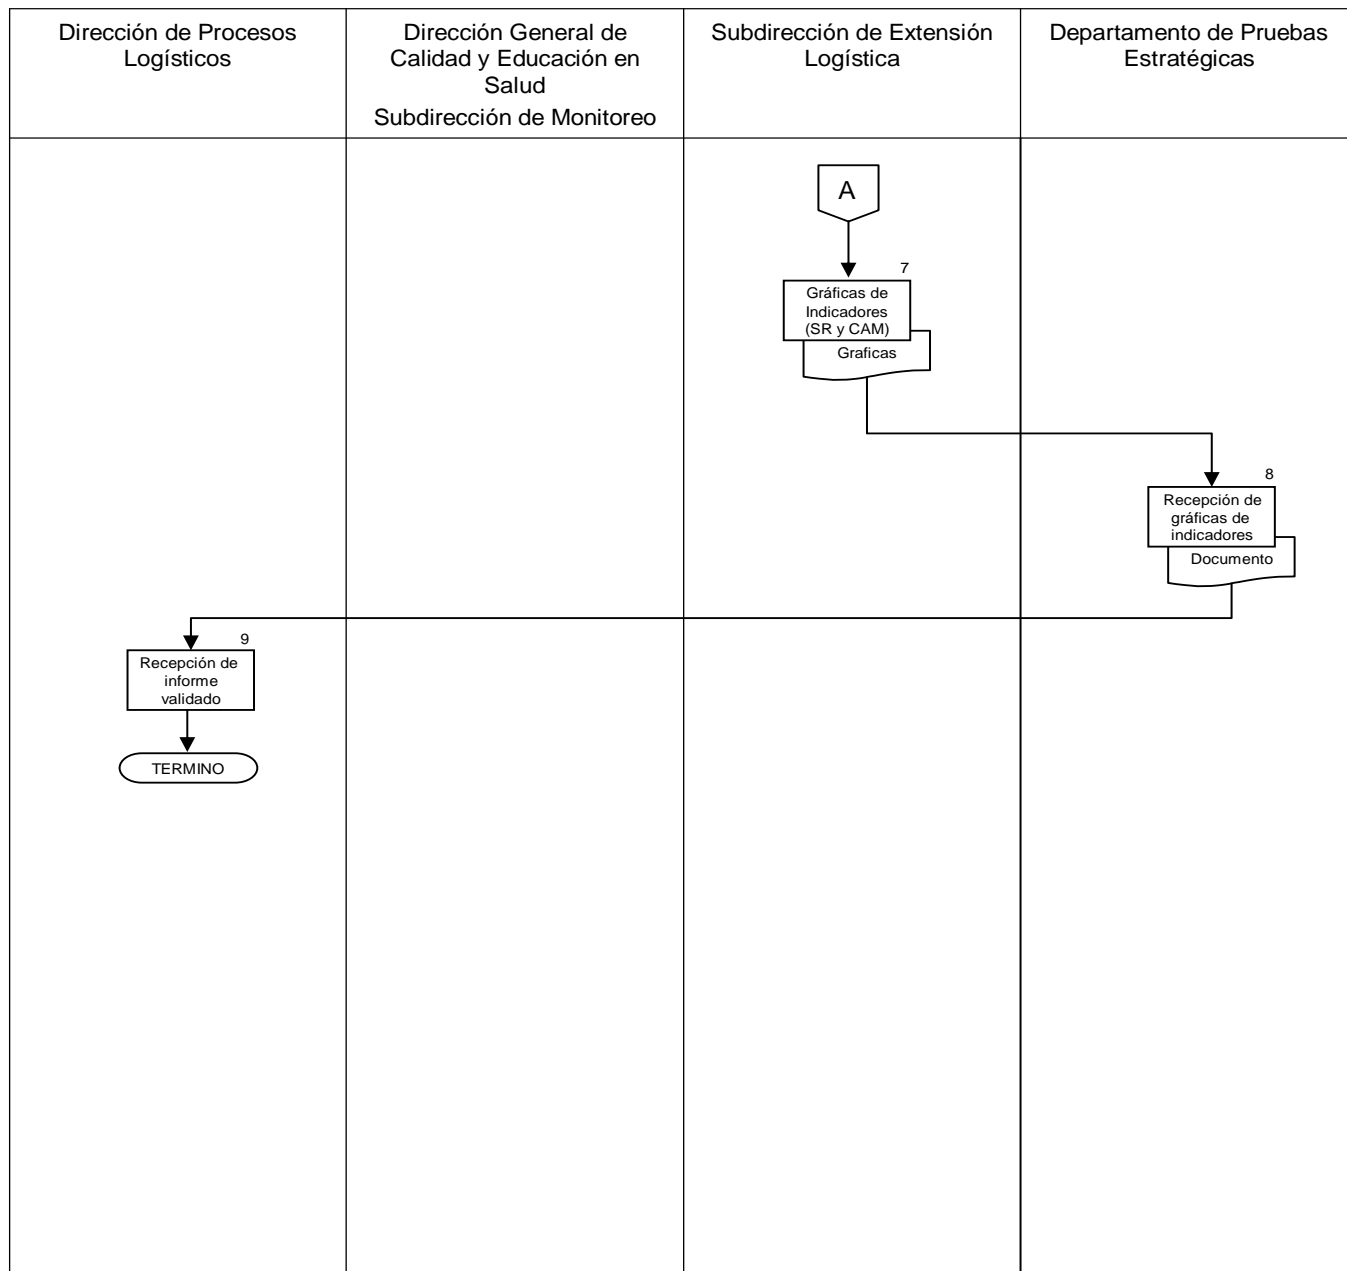 Dirección de Procesos
Logísticos
Dirección General de
Calidad y Educación en
Salud
Subdirección de Monitoreo
Subdirección de Extensión
Logística
Departamento de Pruebas
Estratégicas
A
7
Gráficas de
Indicadores
(SR y CAM)
Graficas
8
Recepción de
gráficas de
indicadores
Documento
9
Recepción de
informe
validado
TERMINO